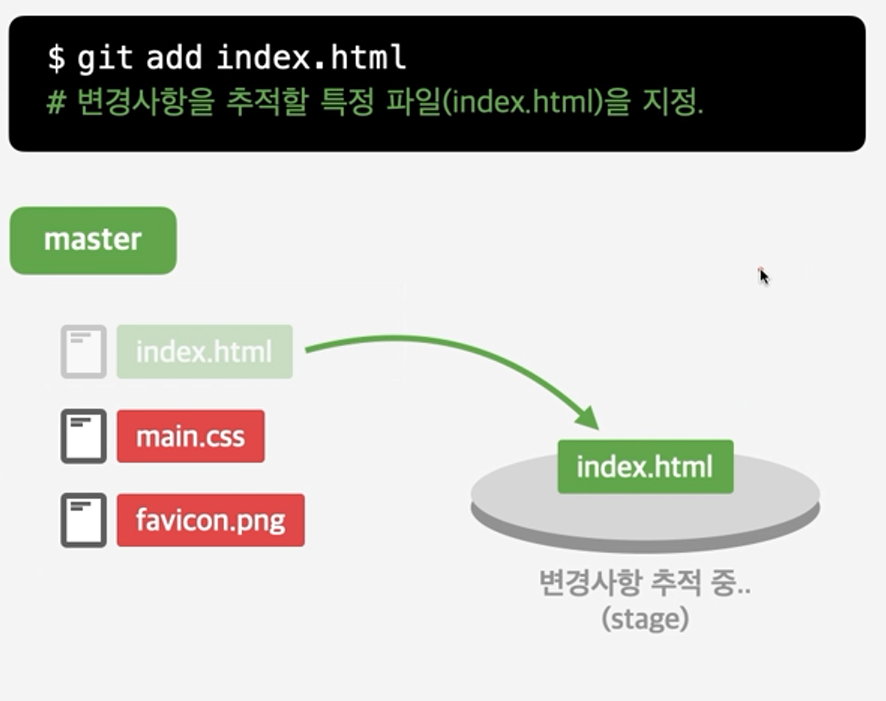 $ git add index.html
# 변경사항을 추적할 특정 파일(index.html)을 지정.
master
index.html
main.css
favicon.png
index.html
변경사항 추적 중..
(stage)